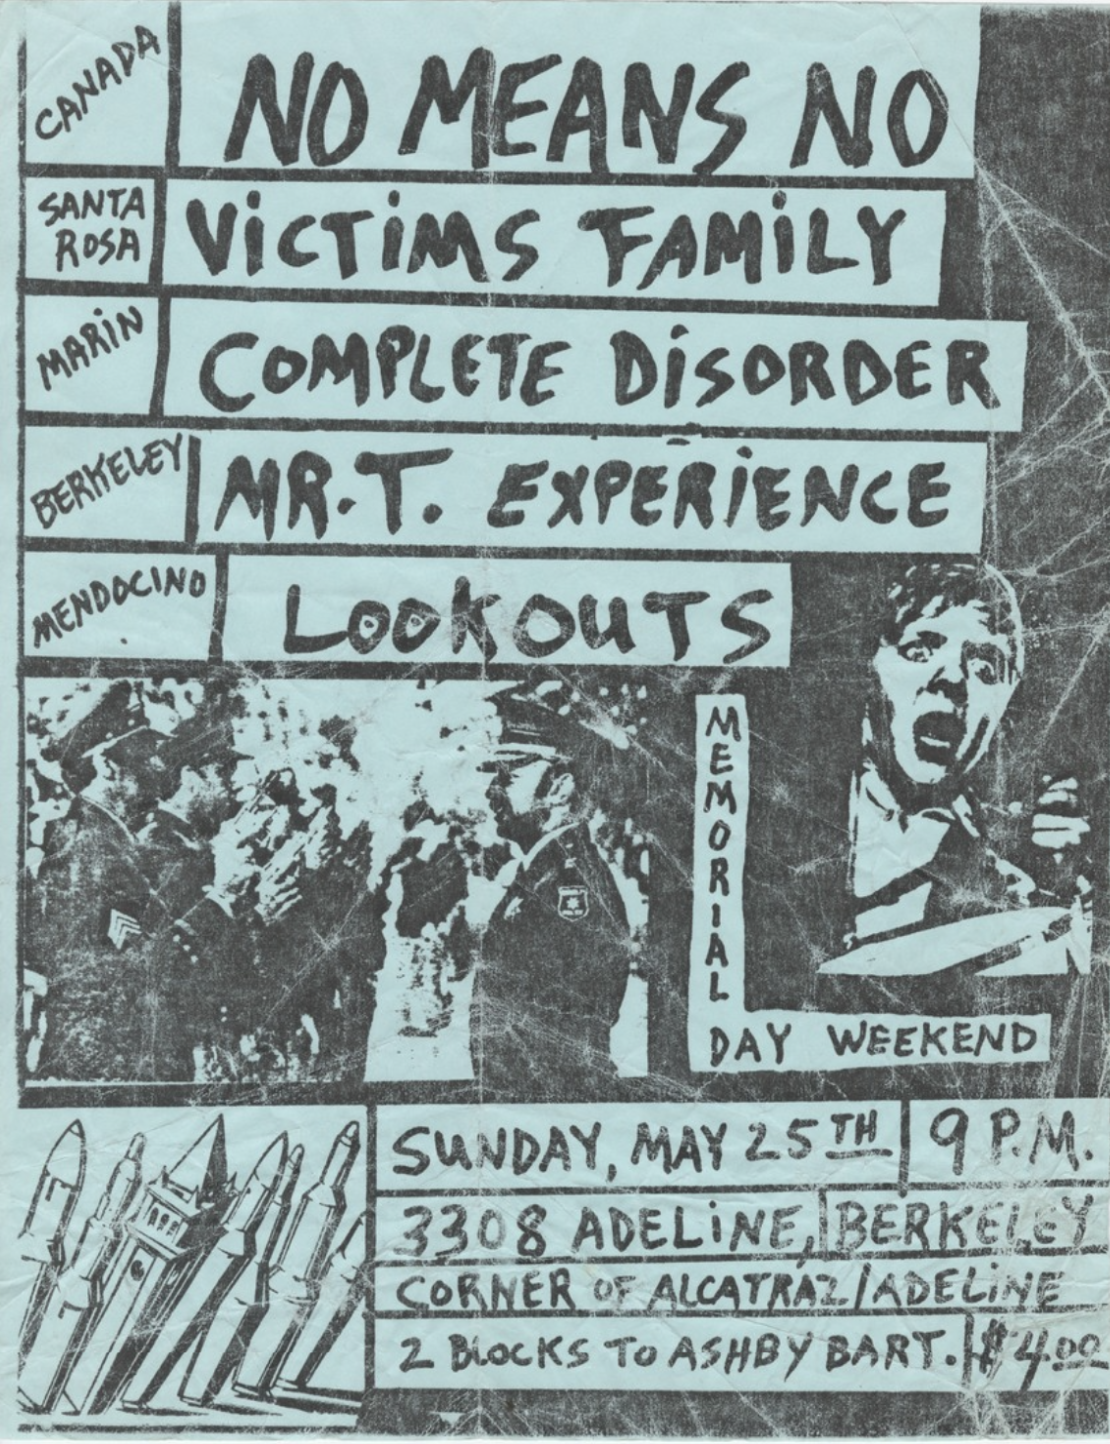 CANADA
NO MEANS NO
SANTA
ROSA
VICTIMS FAMILY
MARIN
COMPLETE DISORDER
BERKELEY
MR. T. EXPERIENCE
MENDOCINO
LOOKOUTS
MEMORIAL
DAY WEEKEND
SUNDAY, MAY 25TH
9 P.M.
3308 ADELINE, BERKELEY
CORNER OF ALCATRAZ/ADELINE
2 BLOCKS TO ASHBY BART.
$4.00